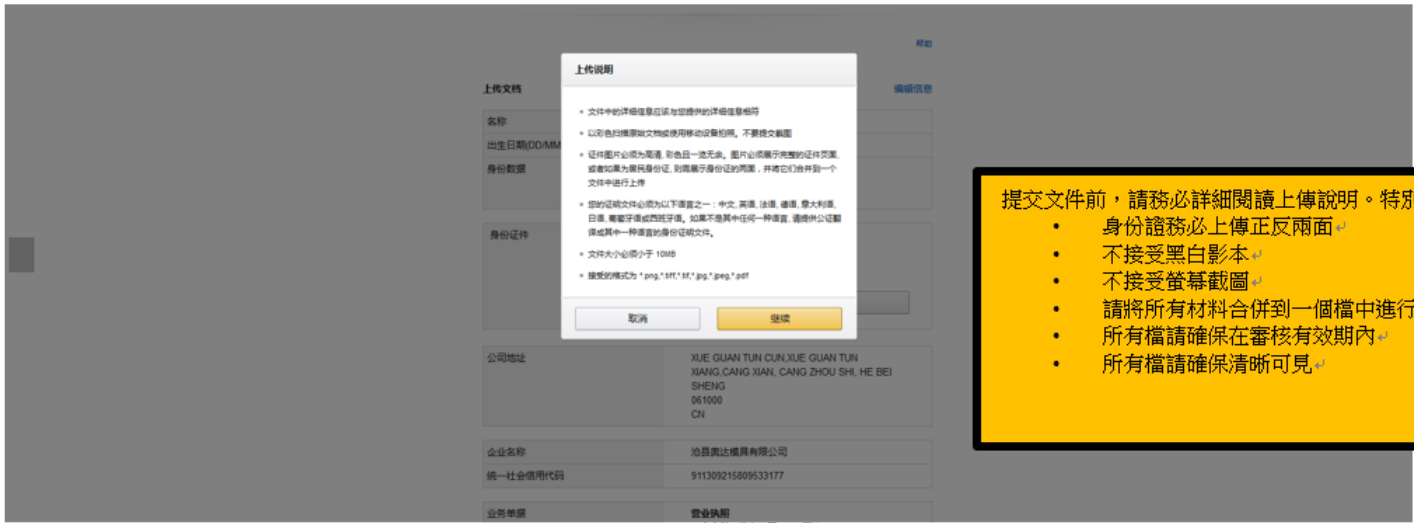 帮助
上传说明
上传文档
编辑信息
文件中的详细信息应该与您提供的详细信息相符
名称
以彩色扫描原始文档或使用移动设备拍照。不要提交截图
出生日期(DD/MM
证件图片必须为高清, 彩色且一览无余。图片必须展示完整的证件页面,
或者如果为居民身份证, 则需展示身份证的两面，并将它们合并到一个
文件中进行上传
身份数据
您的证明文件必须为以下语言之一：中文, 英语, 法语, 德语, 意大利语,
日语, 葡萄牙语或西班牙语。如果不是其中任何一种语言, 请提供公证翻
译成其中一种语言的身份证明文件。
身份证件
文件大小必须小于 10MB
接受的格式为 *.png,*.tiff,*.tif,*.jpg,*.jpeg,*.pdf
取消
继续
公司地址
XUE GUAN TUN CUN,XUE GUAN TUN
XIANG,CANG XIAN, CANG ZHOU SHI, HE BEI
SHENG
061000
CN
企业名称
沧县奥达模具有限公司
统一社会信用代码
911309215809533177
业务单据
营业执照
提交文件前，請務必詳細閱讀上傳說明。特別
• 身份證務必上傳正反兩面↵
• 不接受黑白影本↵
• 不接受螢幕截圖↵
• 請將所有材料合併到一個檔中進行
• 所有檔請確保在審核有效期內↵
• 所有檔請確保清晰可見↵